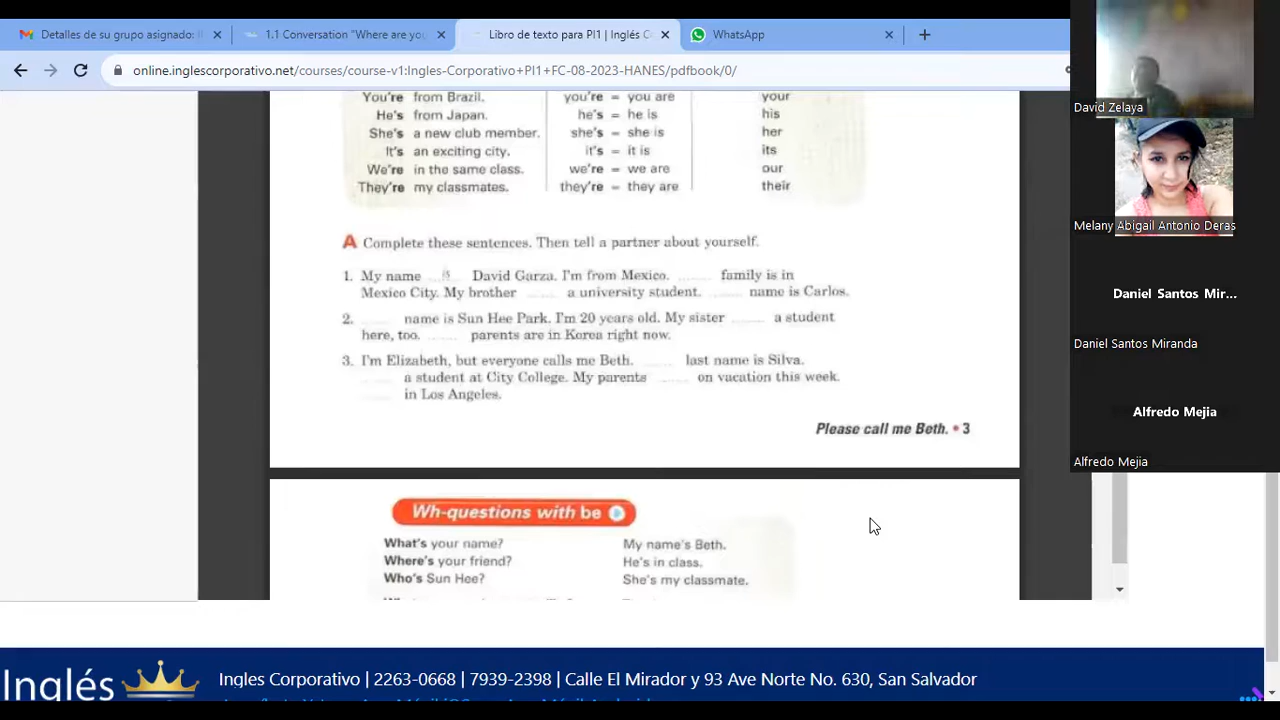 Detalles de su grupo asignado: I
1.1 Conversation "Where are you
Libro de texto para PI1 | Inglés C
WhatsApp
online.inglescorporativo.net/courses/course-v1:Ingles-Corporativo+PI1+FC-08-2023-HANES/pdfbook/0/
You're from Brazil. you're = you are your
He's from Japan. he's = he is his
She's a new club member. she's = she is her
It's an exciting city. it's = it is its
We're in the same class. we're = we are our
They're my classmates. they're = they are their
A Complete these sentences. Then tell a partner about yourself.
1. My name is David Garza. I'm from Mexico. family is in
Mexico City. My brother a university student. name is Carlos.
2. name is Sun Hee Park. I'm 20 years old. My sister a student
here, too. parents are in Korea right now.
3. I'm Elizabeth, but everyone calls me Beth. last name is Silva.
a student at City College. My parents on vacation this week.
in Los Angeles.
Please call me Beth. • 3
Wh-questions with be
What's your name? My name's Beth.
Where's your friend? He's in class.
Who's Sun Hee? She's my classmate.
Inglés
Ingles Corporativo | 2263-0668 | 7939-2398 | Calle El Mirador y 93 Ave Norte No. 630, San Salvador
David Zelaya
Melany Abigail Antonio Deras
Daniel Santos Mir...
Daniel Santos Miranda
Alfredo Mejia
Alfredo Mejia